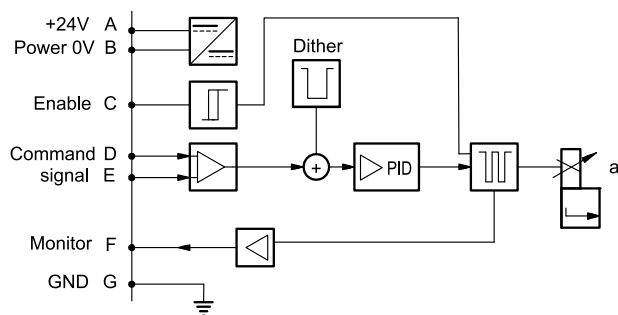 +24V A
Power 0V B
Dither
Enable C
Command D
signal E
+
PID
a
Monitor F
GND G